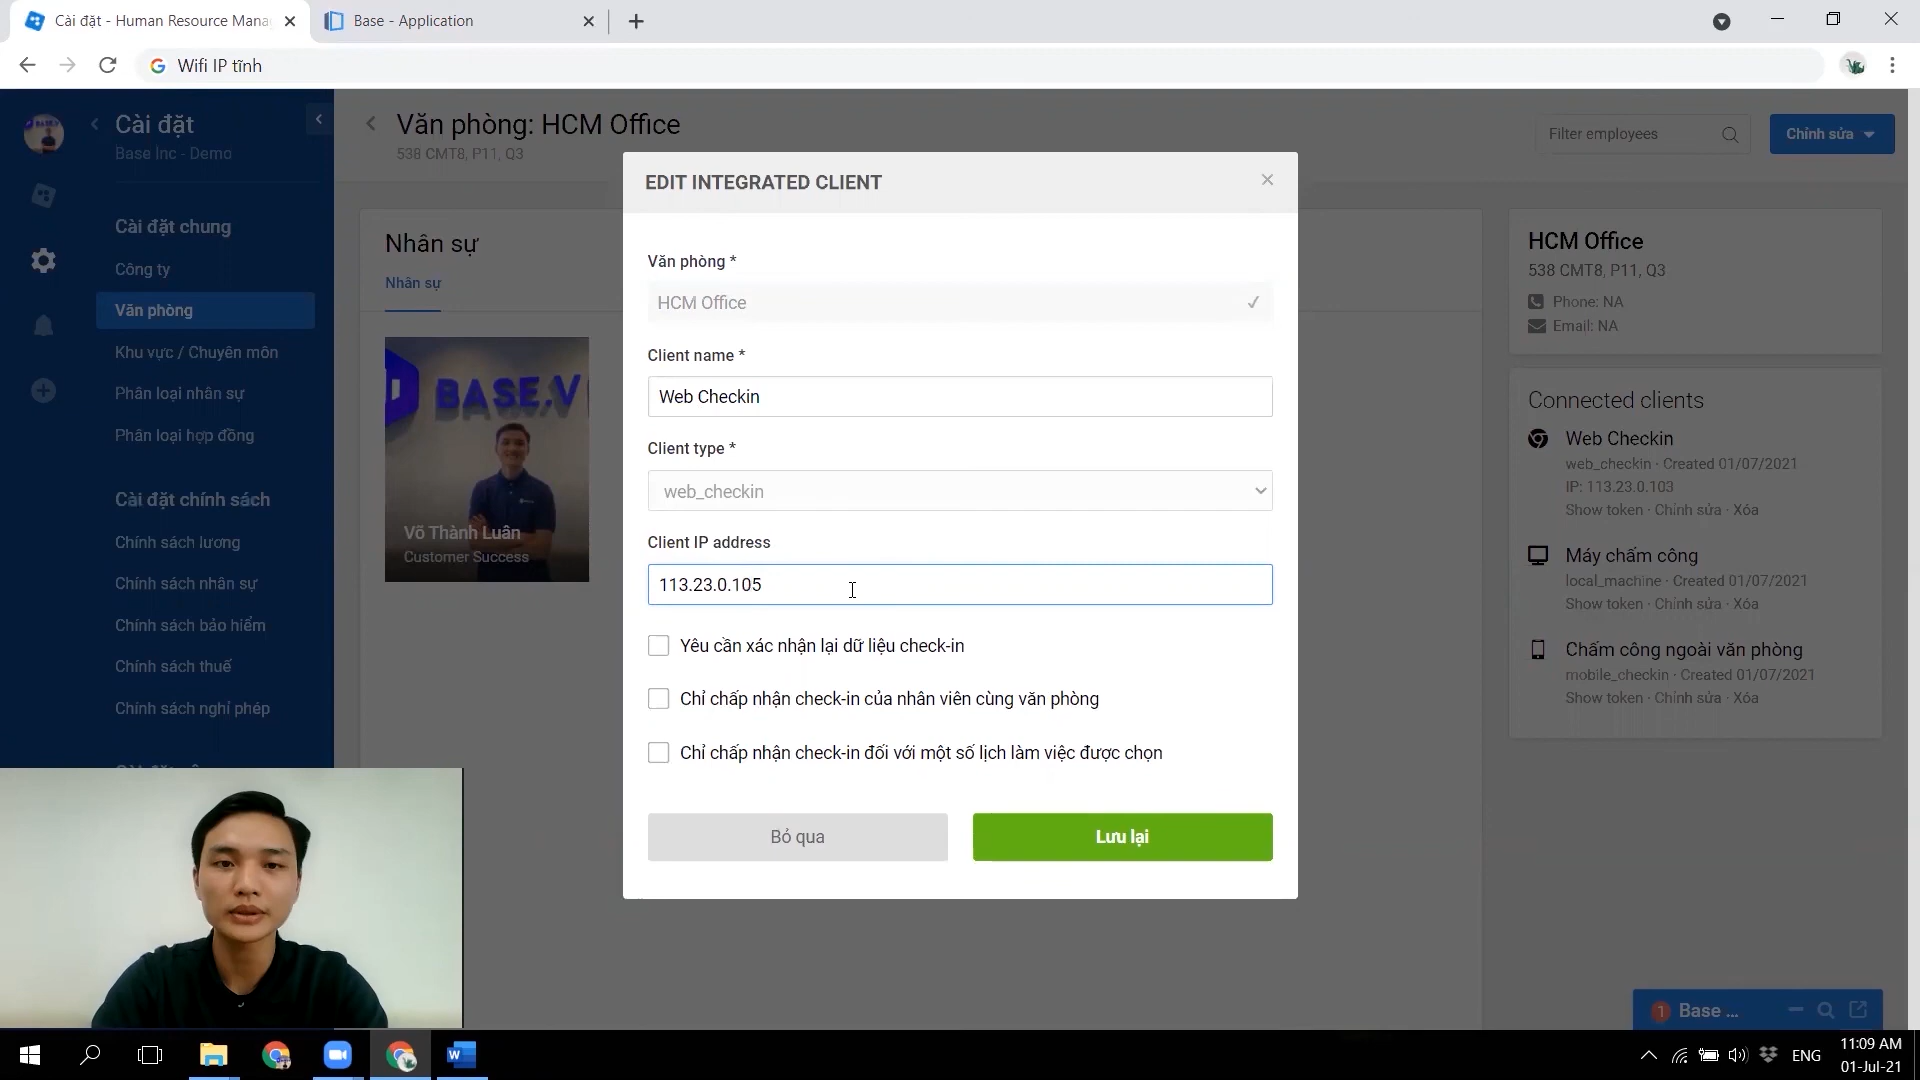 Cài đặt - Human Resource Mana
Base - Application
Wifi IP tĩnh
Cài đặt
Base Inc - Demo
Cài đặt chung
Công ty
Văn phòng
Khu vực / Chuyên môn
Phân loại nhân sự
Phân loại hợp đồng
Cài đặt chính sách
Chính sách lương
Chính sách nhân sự
Chính sách bảo hiểm
Chính sách thuế
Chính sách nghỉ phép
Văn phòng: HCM Office
538 CMT8, P11, Q3
Filter employees
Chỉnh sửa
Nhân sự
Nhân sự
BASE.V
Võ Thành Luân
Customer Success
EDIT INTEGRATED CLIENT
Văn phòng *
HCM Office
Client name *
Web Checkin
Client type *
web_checkin
Client IP address
113.23.0.105
Yêu cần xác nhận lại dữ liệu check-in
Chỉ chấp nhận check-in của nhân viên cùng văn phòng
Chỉ chấp nhận check-in đối với một số lịch làm việc được chọn
Bỏ qua
Lưu lại
HCM Office
538 CMT8, P11, Q3
Phone: NA
Email: NA
Connected clients
Web Checkin
web_checkin · Created 01/07/2021
IP: 113.23.0.103
Show token · Chỉnh sửa · Xóa
Máy chấm công
local_machine · Created 01/07/2021
Show token · Chỉnh sửa · Xóa
Chấm công ngoài văn phòng
mobile_checkin · Created 01/07/2021
Show token · Chỉnh sửa · Xóa
1 Base ...
ENG
11:09 AM
01-Jul-21